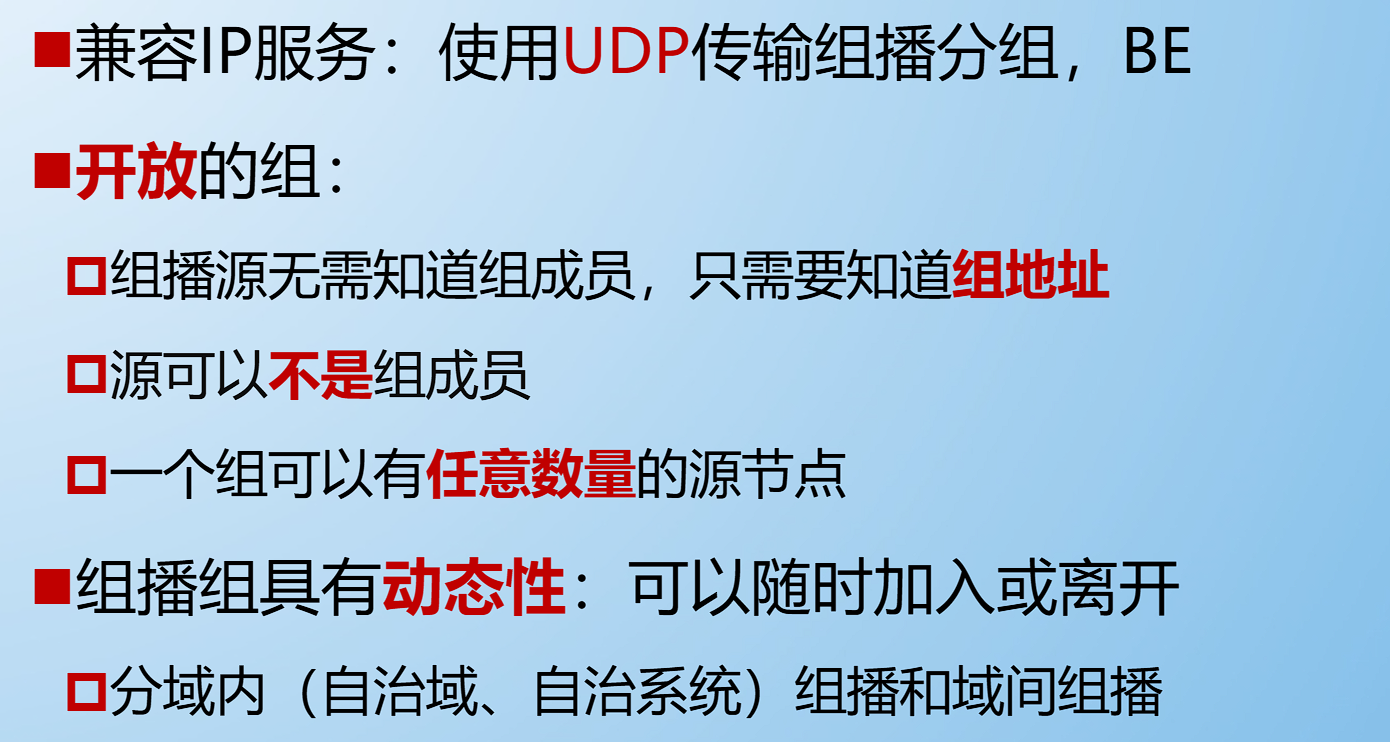 兼容IP服务：使用UDP传输组播分组，BE
开放的组：
组播源无需知道组成员，只需要知道组地址
源可以不是组成员
一个组可以有任意数量的源节点
组播组具有动态性：可以随时加入或离开
分域内（自治域、自治系统）组播和域间组播